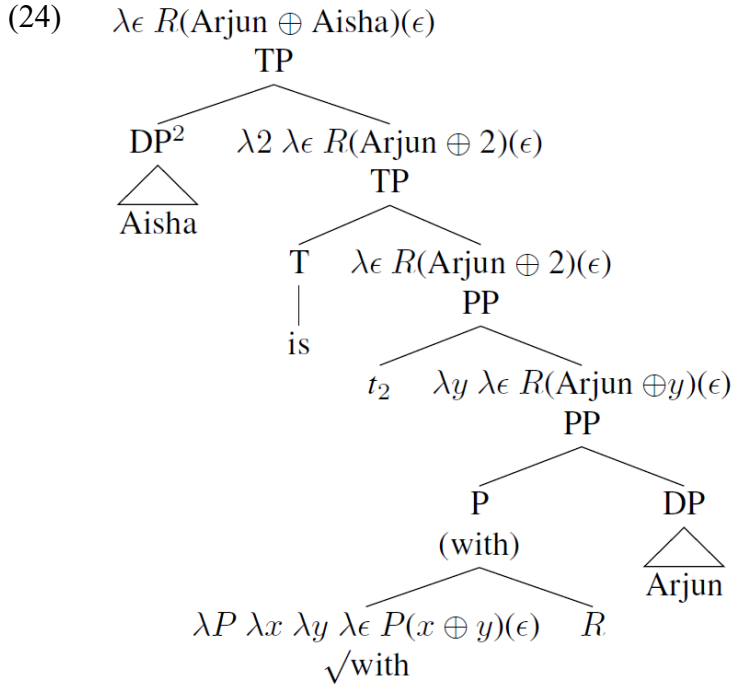 (24) λϵ R(Arjun ⊕ Aisha)(ϵ)
TP
DP² λ2 λϵ R(Arjun ⊕ 2)(ϵ)
TP
Aisha
T λϵ R(Arjun ⊕ 2)(ϵ)
PP
is
t₂ λy λϵ R(Arjun ⊕y)(ϵ)
PP
P DP
(with)
Arjun
λP λx λy λϵ P(x ⊕ y)(ϵ) R
√with